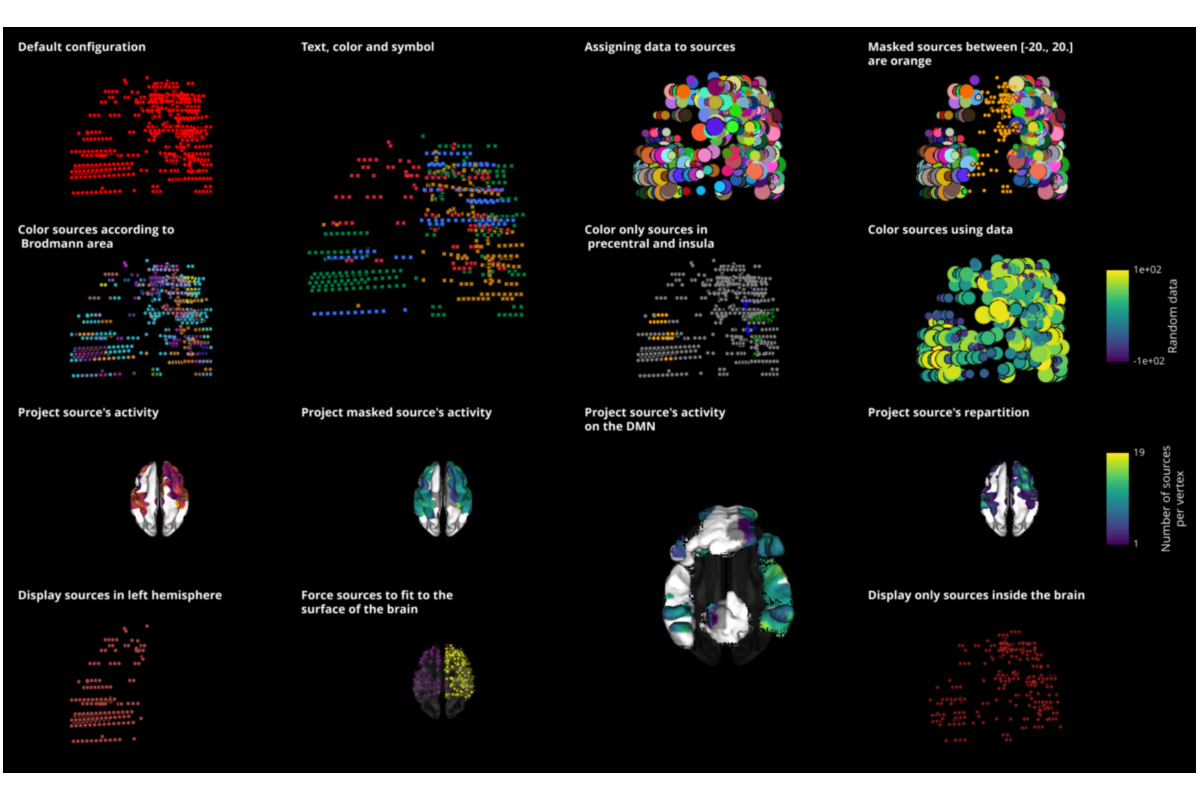 Default configuration
Text, color and symbol
Assigning data to sources
Masked sources between [-20., 20.]
are orange
Color sources according to
Brodmann area
Color only sources in
precentral and insula
Color sources using data
1e+02
-1e+02
Random data
Project source's activity
Project masked source's activity
Project source's activity
on the DMN
Project source's repartition
19
1
Number of sources
per vertex
Display sources in left hemisphere
Force sources to fit to the
surface of the brain
Display only sources inside the brain